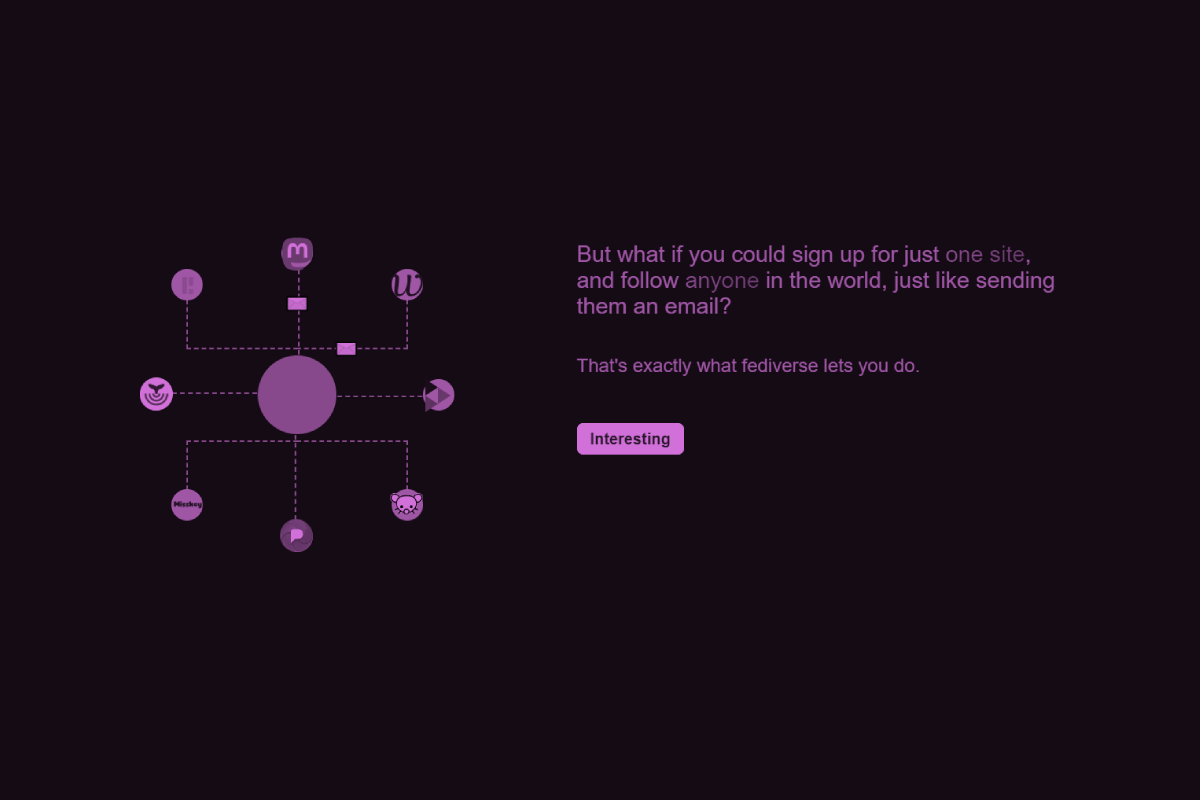 But what if you could sign up for just one site,
and follow anyone in the world, just like sending
them an email?
That's exactly what fediverse lets you do.
Interesting
Misskey